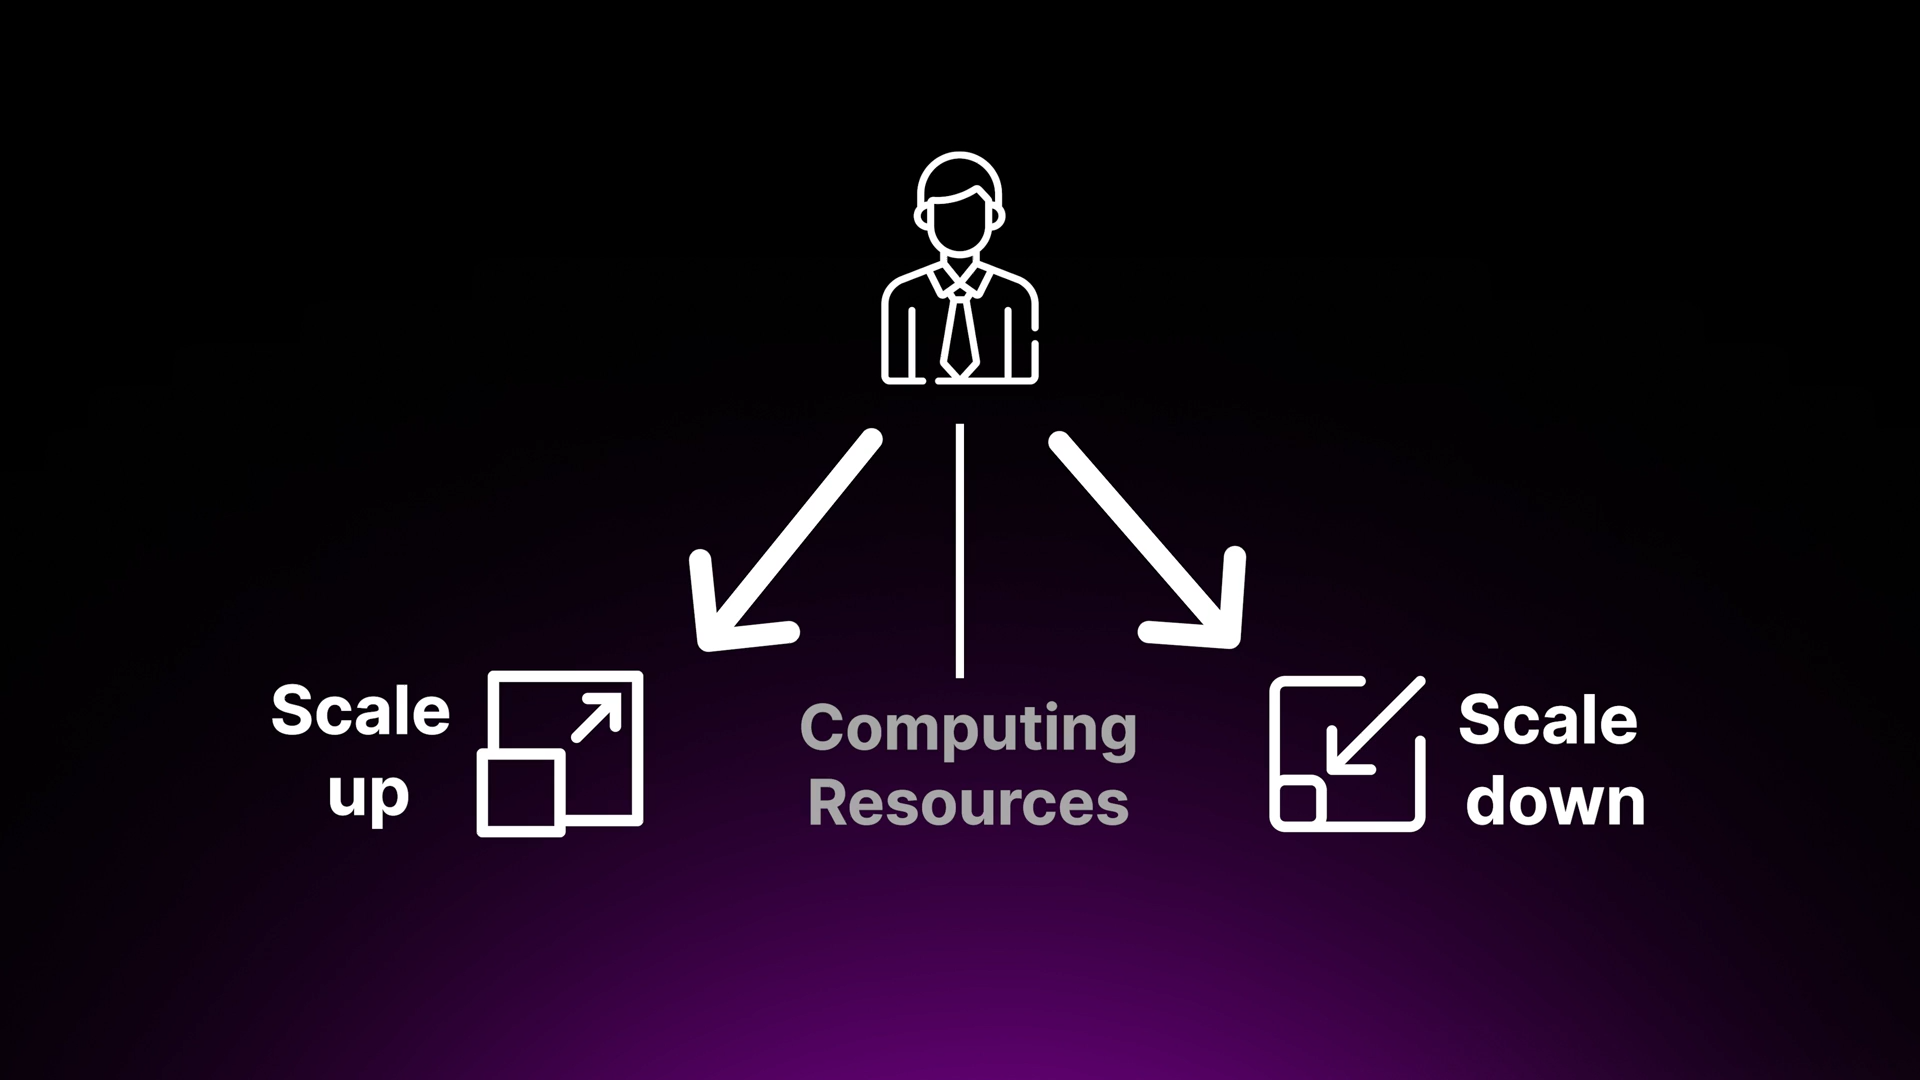 Scale
up
Computing
Resources
Scale
down